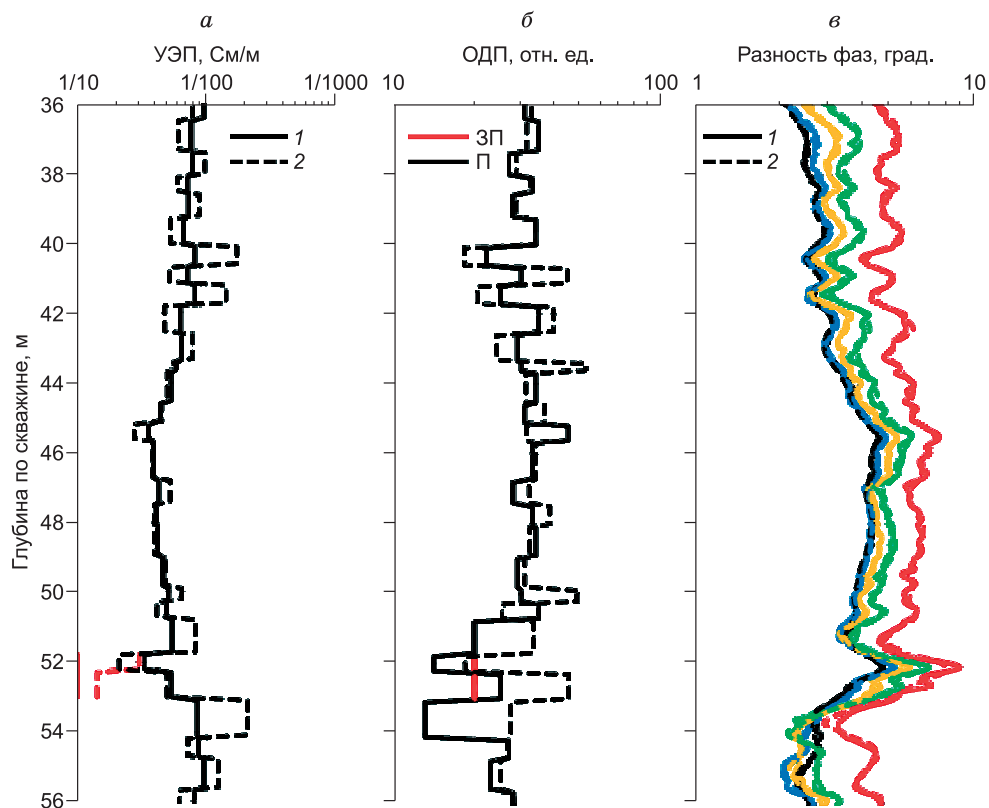 а б в
УЭП, См/м ОДП, отн. ед. Разность фаз, град.
1/10 1/100 1/1000 10 100 1 10
36
1 ЗП 1
2 П 2
38
40
42
44
46
48
50
52
54
56
Глубина по скважине, м